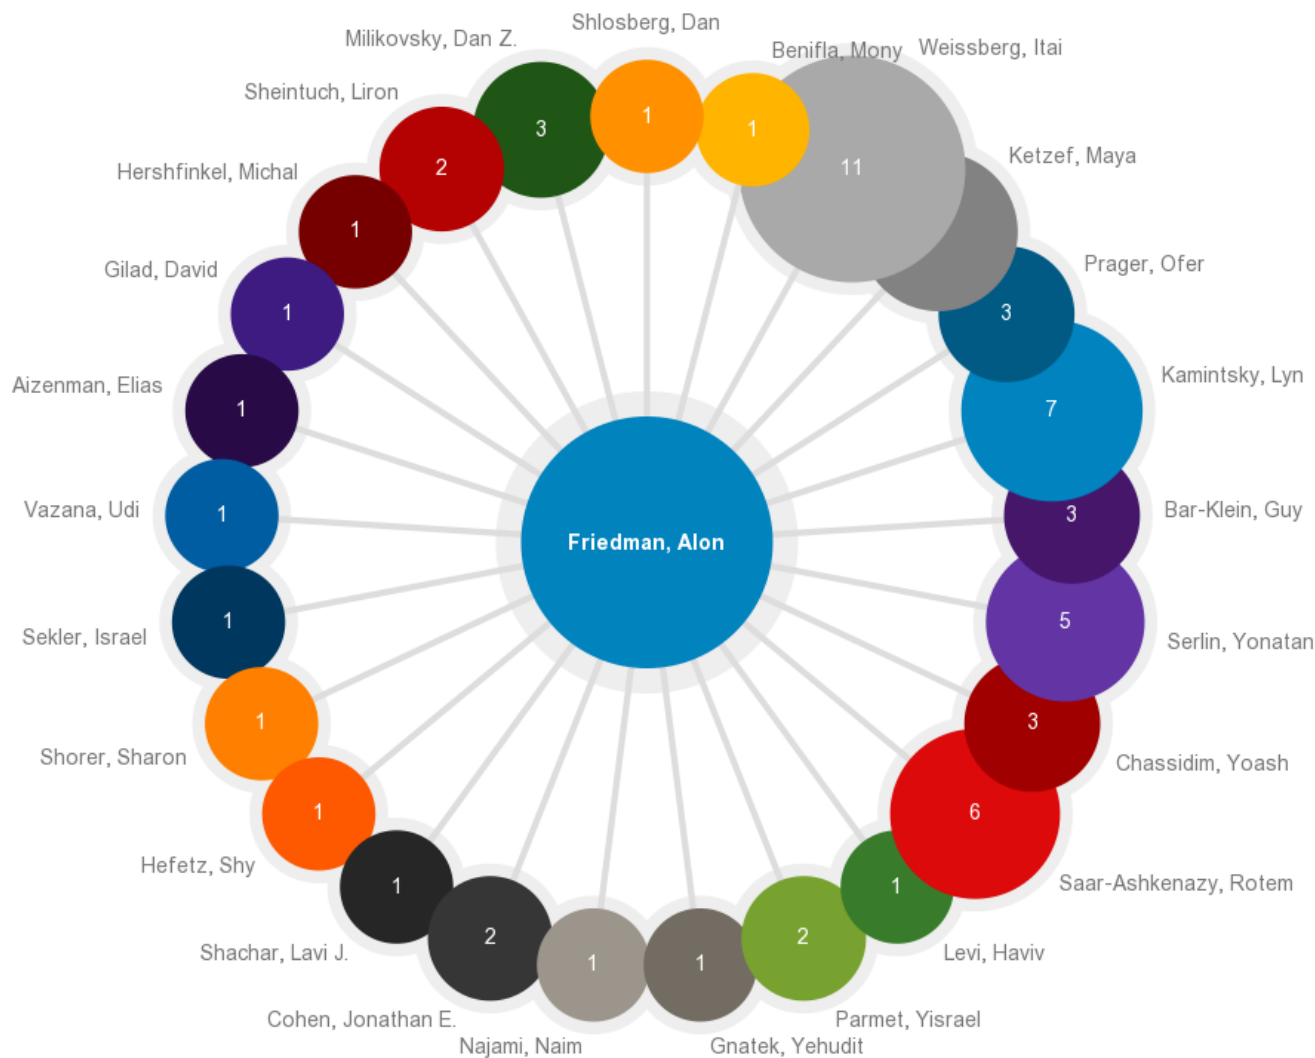 Shlosberg, Dan
1
Benifla, Mony
1
Weissberg, Itai
11
Ketzef, Maya
Prager, Ofer
3
Kamintsky, Lyn
7
Bar-Klein, Guy
3
Serlin, Yonatan
5
Chassidim, Yoash
3
Saar-Ashkenazy, Rotem
6
Levi, Haviv
1
Parmet, Yisrael
2
Gnatek, Yehudit
1
Najami, Naim
1
Cohen, Jonathan E.
2
Shachar, Lavi J.
1
Hefetz, Shy
1
Shorer, Sharon
1
Sekler, Israel
1
Vazana, Udi
1
Aizenman, Elias
1
Gilad, David
1
Hershfinkel, Michal
1
Sheintuch, Liron
2
Milikovsky, Dan Z.
3
Friedman, Alon